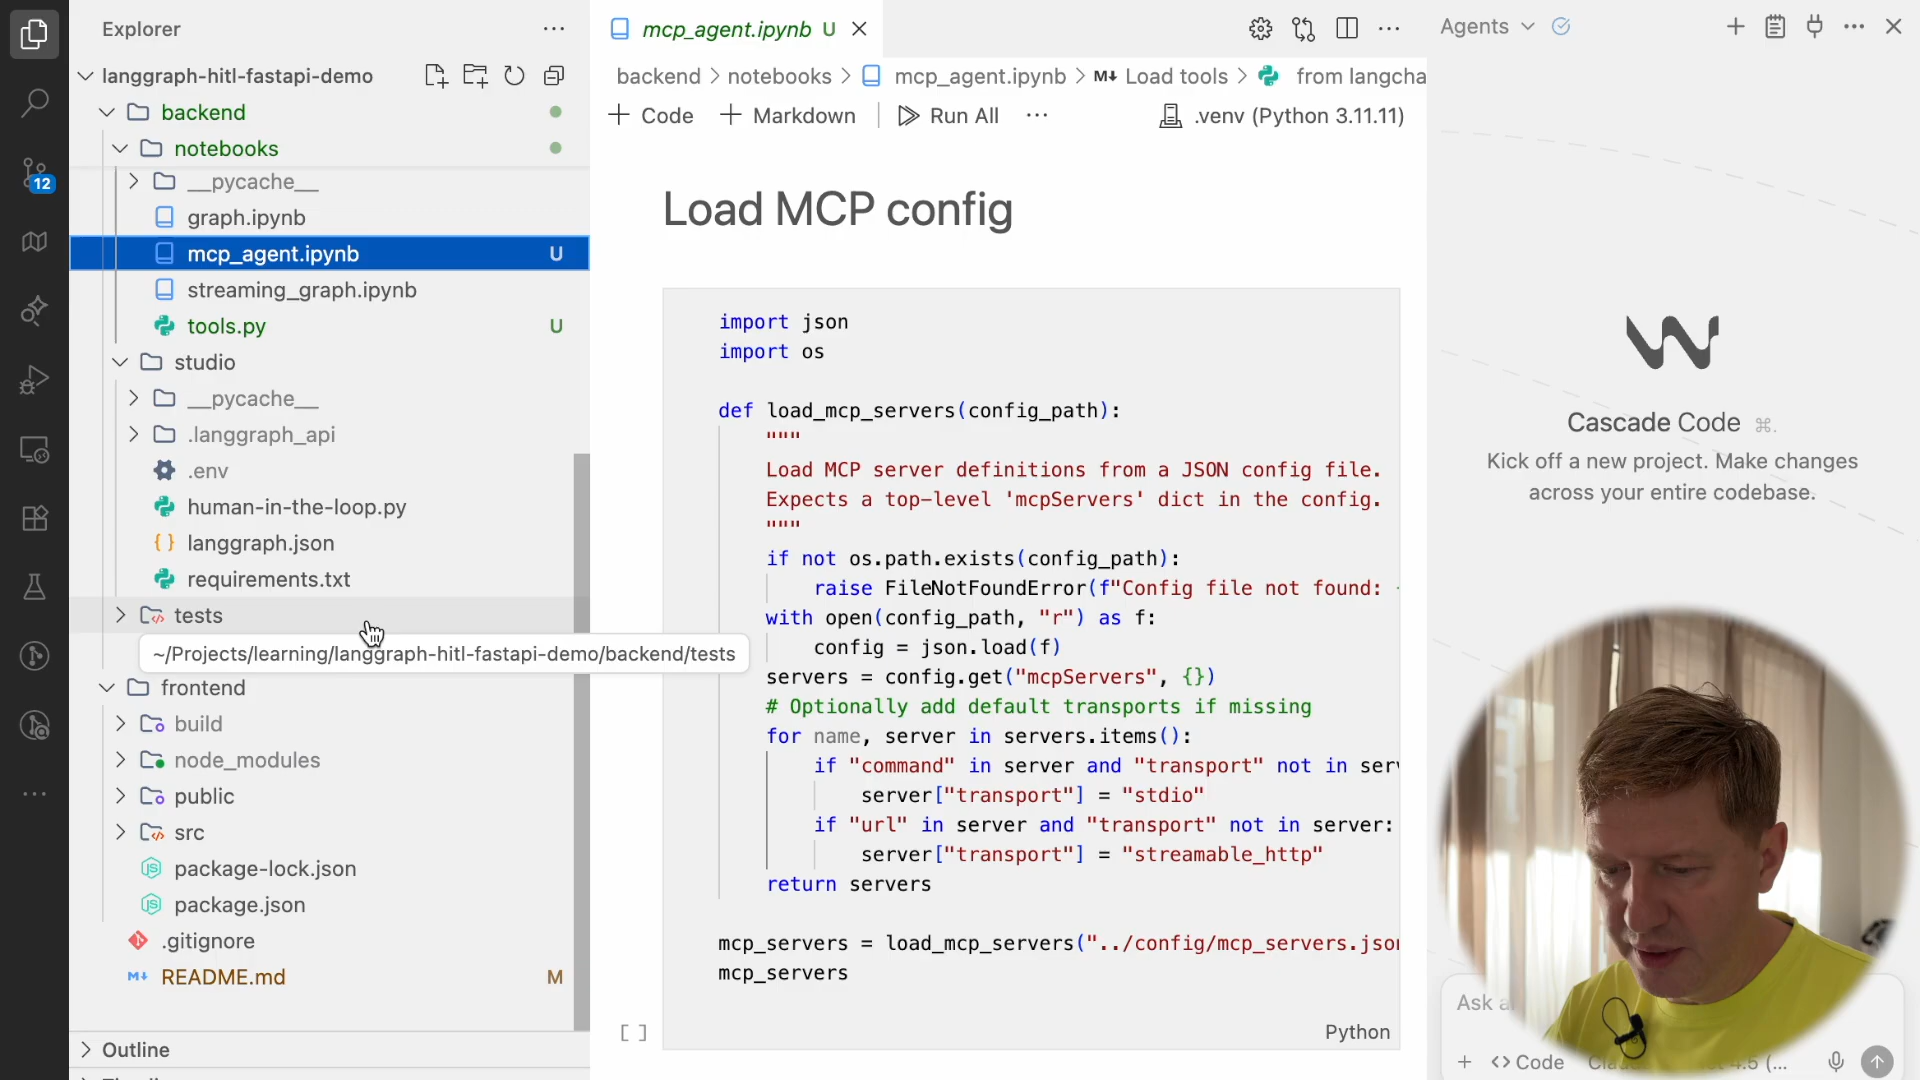 Explorer
langgraph-hitl-fastapi-demo
backend
notebooks
__pycache__
graph.ipynb
mcp_agent.ipynb U
streaming_graph.ipynb
tools.py U
studio
__pycache__
.langgraph_api
.env
human-in-the-loop.py
langgraph.json
requirements.txt
tests
~/Projects/learning/langgraph-hitl-fastapi-demo/backend/tests
frontend
build
node_modules
public
src
package-lock.json
package.json
.gitignore
README.md M
Outline
12
mcp_agent.ipynb U
backend > notebooks > mcp_agent.ipynb > M↓ Load tools > from langcha
+ Code + Markdown Run All ... .venv (Python 3.11.11)
Load MCP config
import json
import os
def load_mcp_servers(config_path):
"""
Load MCP server definitions from a JSON config file.
Expects a top-level 'mcpServers' dict in the config.
"""
if not os.path.exists(config_path):
raise FileNotFoundError(f"Config file not found:
with open(config_path, "r") as f:
config = json.load(f)
servers = config.get("mcpServers", {})
# Optionally add default transports if missing
for name, server in servers.items():
if "command" in server and "transport" not in serv
server["transport"] = "stdio"
if "url" in server and "transport" not in server:
server["transport"] = "streamable_http"
return servers
mcp_servers = load_mcp_servers("../config/mcp_servers.json
mcp_servers
[ ]
Python
Agents
Cascade Code ⌘.
Kick off a new project. Make changes
across your entire codebase.
Ask
+ <> Code 4.5 (...